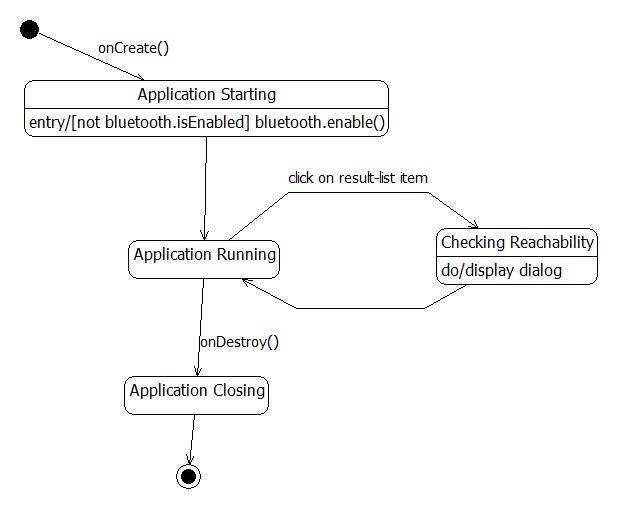 onCreate()
Application Starting
entry/[not bluetooth.isEnabled] bluetooth.enable()
click on result-list item
Application Running
Checking Reachability
do/display dialog
onDestroy()
Application Closing